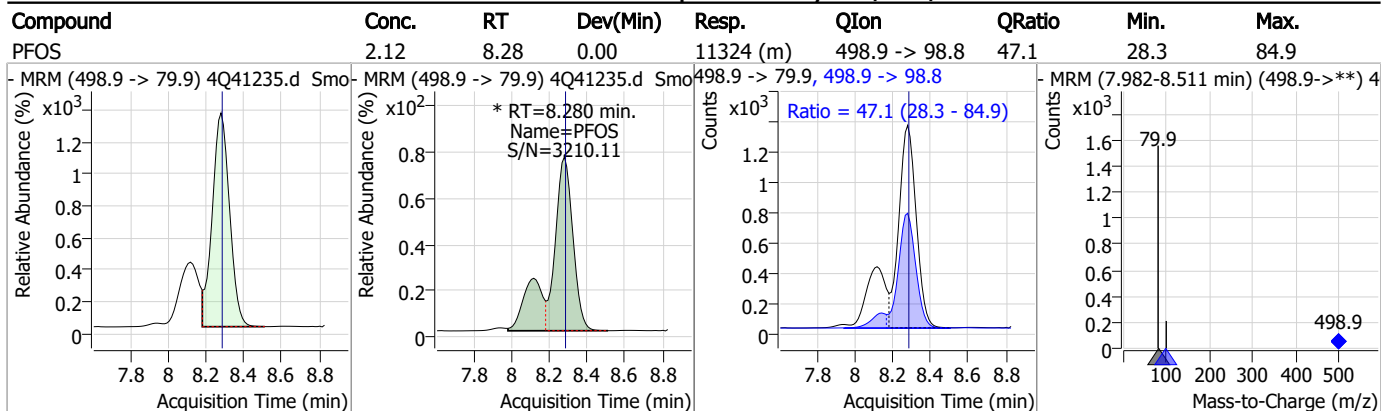 Compound Conc. RT Dev(Min) Resp. QIon QRatio Min. Max.
PFOS 2.12 8.28 0.00 11324 (m) 498.9 -> 98.8 47.1 28.3 84.9
- MRM (498.9 -> 79.9) 4Q41235.d Smo
Relative Abundance (%)
x10³
1.2
1
0.8
0.6
0.4
0.2
0
7.8 8 8.2 8.4 8.6 8.8
Acquisition Time (min)
- MRM (498.9 -> 79.9) 4Q41235.d Smo
Relative Abundance (%)
x10²
* RT=8.280 min.
Name=PFOS
S/N=3210.11
0.8
0.6
0.4
0.2
0
7.8 8 8.2 8.4 8.6 8.8
Acquisition Time (min)
498.9 -> 79.9, 498.9 -> 98.8
Counts
x10³
Ratio = 47.1 (28.3 - 84.9)
1.2
1
0.8
0.6
0.4
0.2
0
7.8 8 8.2 8.4 8.6 8.8
Acquisition Time (min)
- MRM (7.982-8.511 min) (498.9->**) 4
Counts
x10³
79.9
1.6
1.4
1.2
1
0.8
0.6
0.4
0.2
0
498.9
100 200 300 400 500
Mass-to-Charge (m/z)